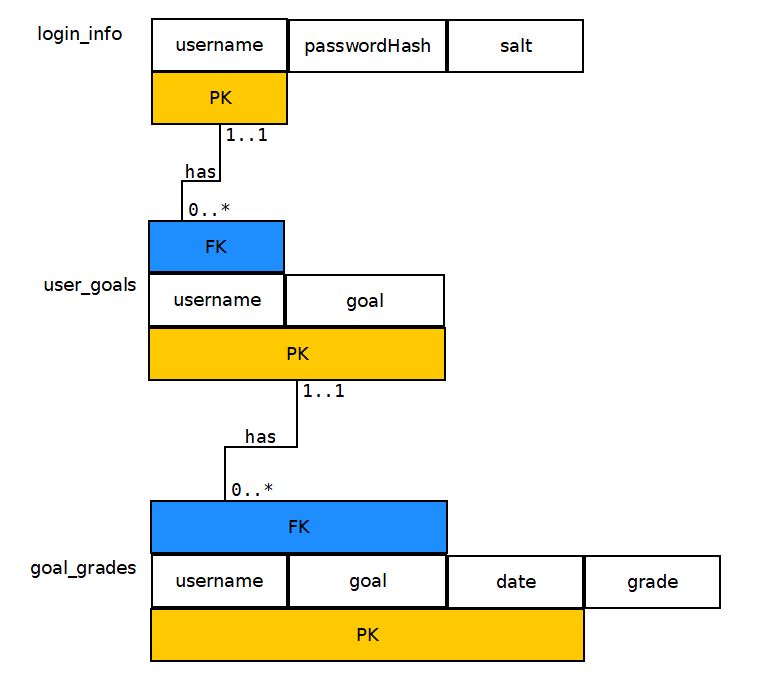 login_info
username passwordHash salt
PK
1..1
has
0..*
FK
user_goals
username goal
PK
1..1
has
0..*
FK
goal_grades
username goal date grade
PK